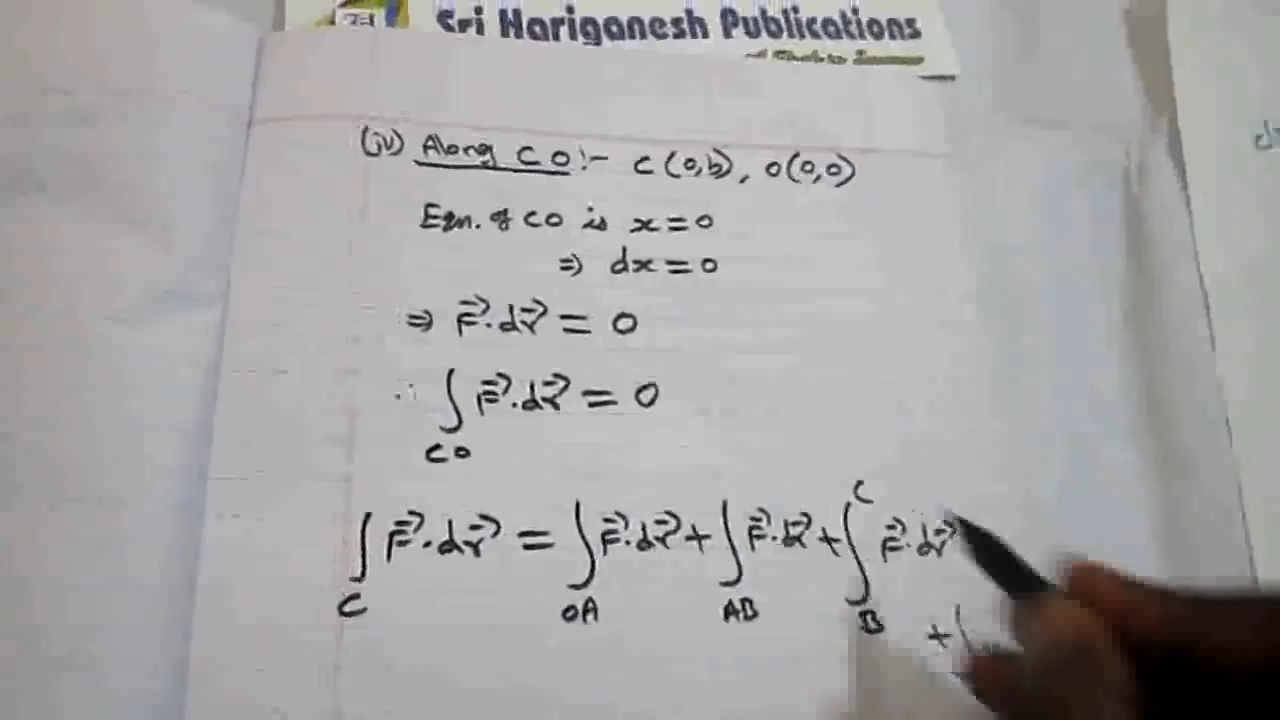 Sri Hariganesh Publications
(iv) Along CO :- C(0,b), O(0,0)
Eqn. of CO is x = 0
⇒ dx = 0
⇒ F⃗.dr⃗ = 0
∴ ∫ F⃗.dr⃗ = 0
CO
∫ F⃗.dr⃗ = ∫ F⃗.dr⃗ + ∫ F⃗.dr⃗ + ∫ F⃗.dr⃗
C OA AB B C
+ ∫